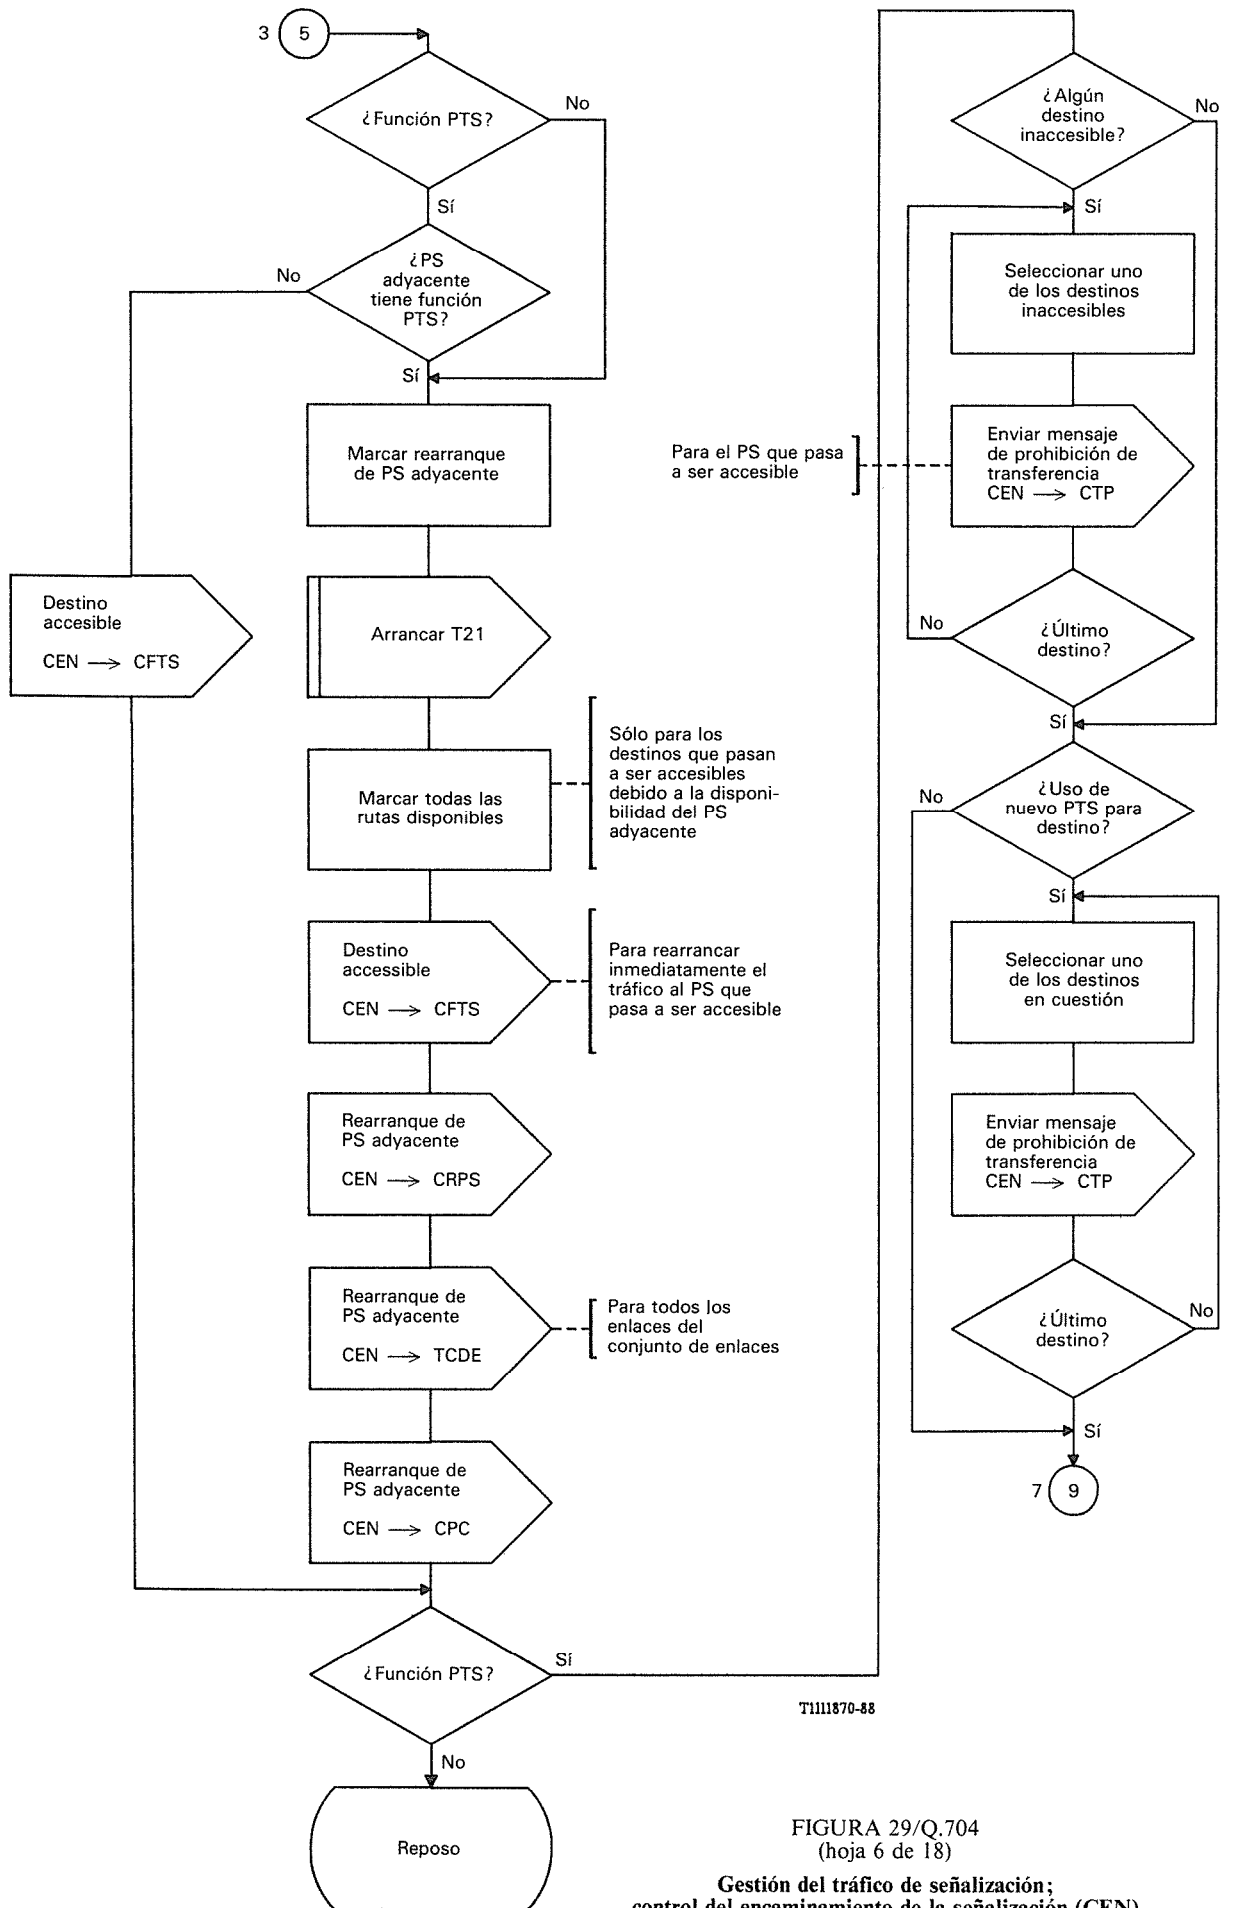 3
5
¿Función PTS?
No
Sí
¿PS
adyacente
tiene función
PTS?
No
Sí
Marcar rearranque
de PS adyacente
Destino
accesible
CEN → CFTS
Arrancar T21
Marcar todas las
rutas disponibles
Sólo para los
destinos que pasan
a ser accesibles
debido a la disponi-
bilidad del PS
adyacente
Destino
accessible
CEN → CFTS
Para rearrancar
inmediatamente el
tráfico al PS que
pasa a ser accesible
Rearranque de
PS adyacente
CEN → CRPS
Rearranque de
PS adyacente
CEN → TCDE
Para todos los
enlaces del
conjunto de enlaces
Rearranque de
PS adyacente
CEN → CPC
¿Función PTS?
Sí
No
Reposo
¿Algún
destino
inaccesible?
No
Sí
Seleccionar uno
de los destinos
inaccesibles
Para el PS que pasa
a ser accesible
Enviar mensaje
de prohibición de
transferencia
CEN → CTP
¿Último
destino?
No
Sí
¿Uso de
nuevo PTS para
destino?
No
Sí
Seleccionar uno
de los destinos
en cuestión
Enviar mensaje
de prohibición de
transferencia
CEN → CTP
¿Último
destino?
No
Sí
7
9
T1111870-88
FIGURA 29/Q.704
(hoja 6 de 18)
Gestión del tráfico de señalización;
control del encaminamiento de la señalización (CEN)